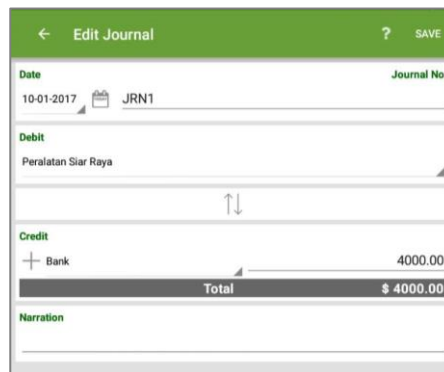 Edit Journal ? SAVE
Date Journal No
10-01-2017 JRN1
Debit
Peralatan Siar Raya
Credit
Bank 4000.00
Total $ 4000.00
Narration